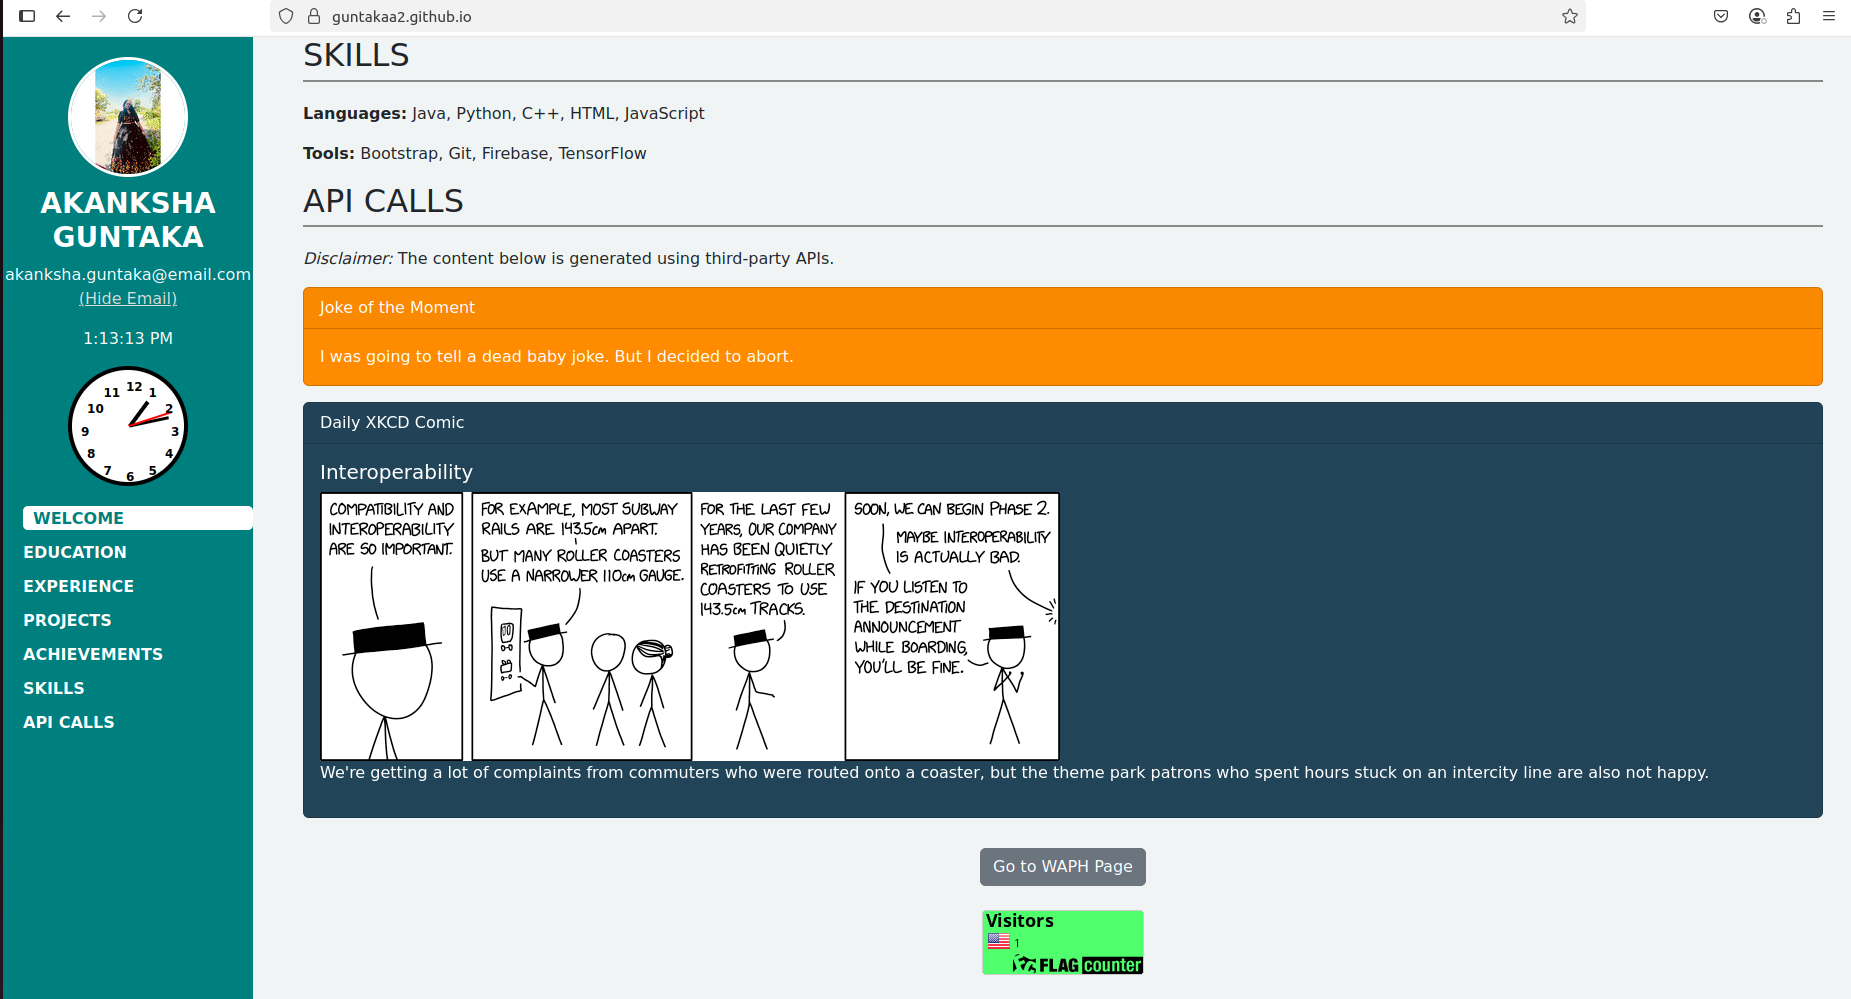 guntakaa2.github.io
AKANKSHA
GUNTAKA
akanksha.guntaka@email.com
(Hide Email)
1:13:13 PM
12
1
2
3
4
5
6
7
8
9
10
11
WELCOME
EDUCATION
EXPERIENCE
PROJECTS
ACHIEVEMENTS
SKILLS
API CALLS
SKILLS
Languages: Java, Python, C++, HTML, JavaScript
Tools: Bootstrap, Git, Firebase, TensorFlow
API CALLS
Disclaimer: The content below is generated using third-party APIs.
Joke of the Moment
I was going to tell a dead baby joke. But I decided to abort.
Daily XKCD Comic
Interoperability
COMPATIBILITY AND
INTEROPERABILITY
ARE SO IMPORTANT.
FOR EXAMPLE, MOST SUBWAY
RAILS ARE 143.5cm APART.
BUT MANY ROLLER COASTERS
USE A NARROWER 110cm GAUGE.
FOR THE LAST FEW
YEARS, OUR COMPANY
HAS BEEN QUIETLY
RETROFITTING ROLLER
COASTERS TO USE
143.5cm TRACKS.
SOON, WE CAN BEGIN PHASE 2.
MAYBE INTEROPERABILITY
IS ACTUALLY BAD.
IF YOU LISTEN TO
THE DESTINATION
ANNOUNCEMENT
WHILE BOARDING,
YOU'LL BE FINE.
We're getting a lot of complaints from commuters who were routed onto a coaster, but the theme park patrons who spent hours stuck on an intercity line are also not happy.
Go to WAPH Page
Visitors
1
FLAG counter